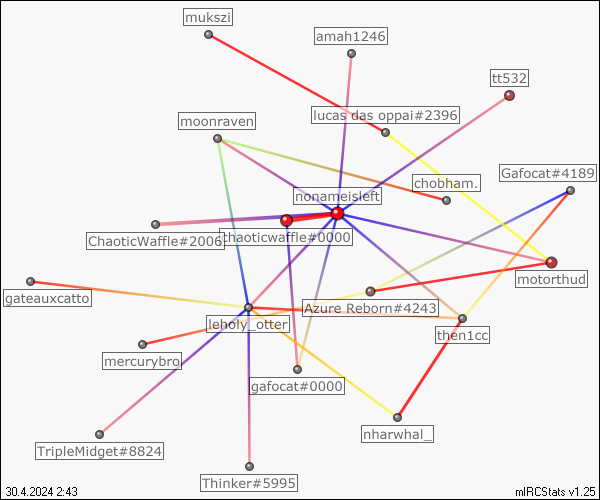 mukszi
amah1246
tt532
lucas das oppai#2396
moonraven
Gafocat#4189
chobham.
nonameisleft
ChaoticWaffle#2006
chaoticwaffle#0000
motorthud
gateauxcatto
Azure Reborn#4243
leholy_otter
then1cc
mercurybro
gafocat#0000
nharwhal_
TripleMidget#8824
Thinker#5995
30.4.2024 2:43
mIRCStats v1.25